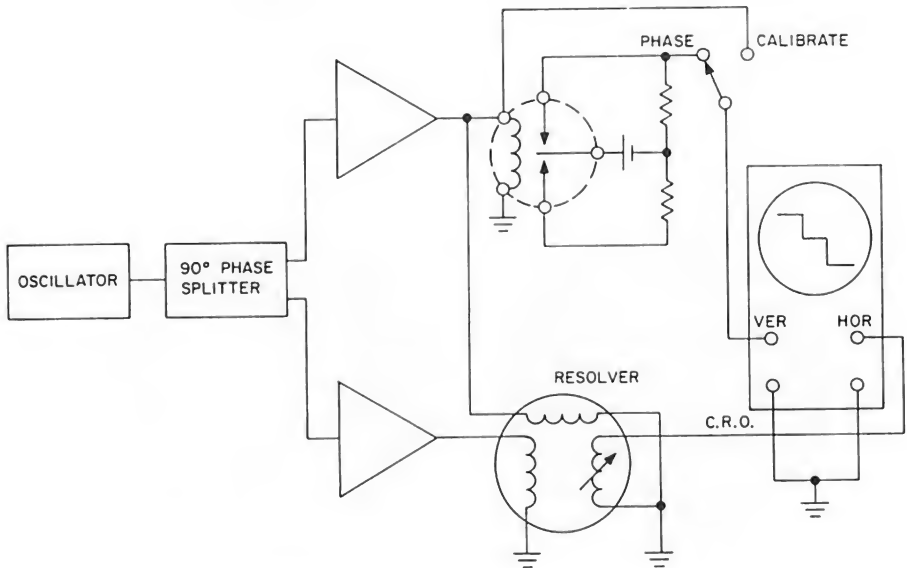 PHASE
CALIBRATE
OSCILLATOR
90° PHASE
SPLITTER
VER
HOR
RESOLVER
C.R.O.